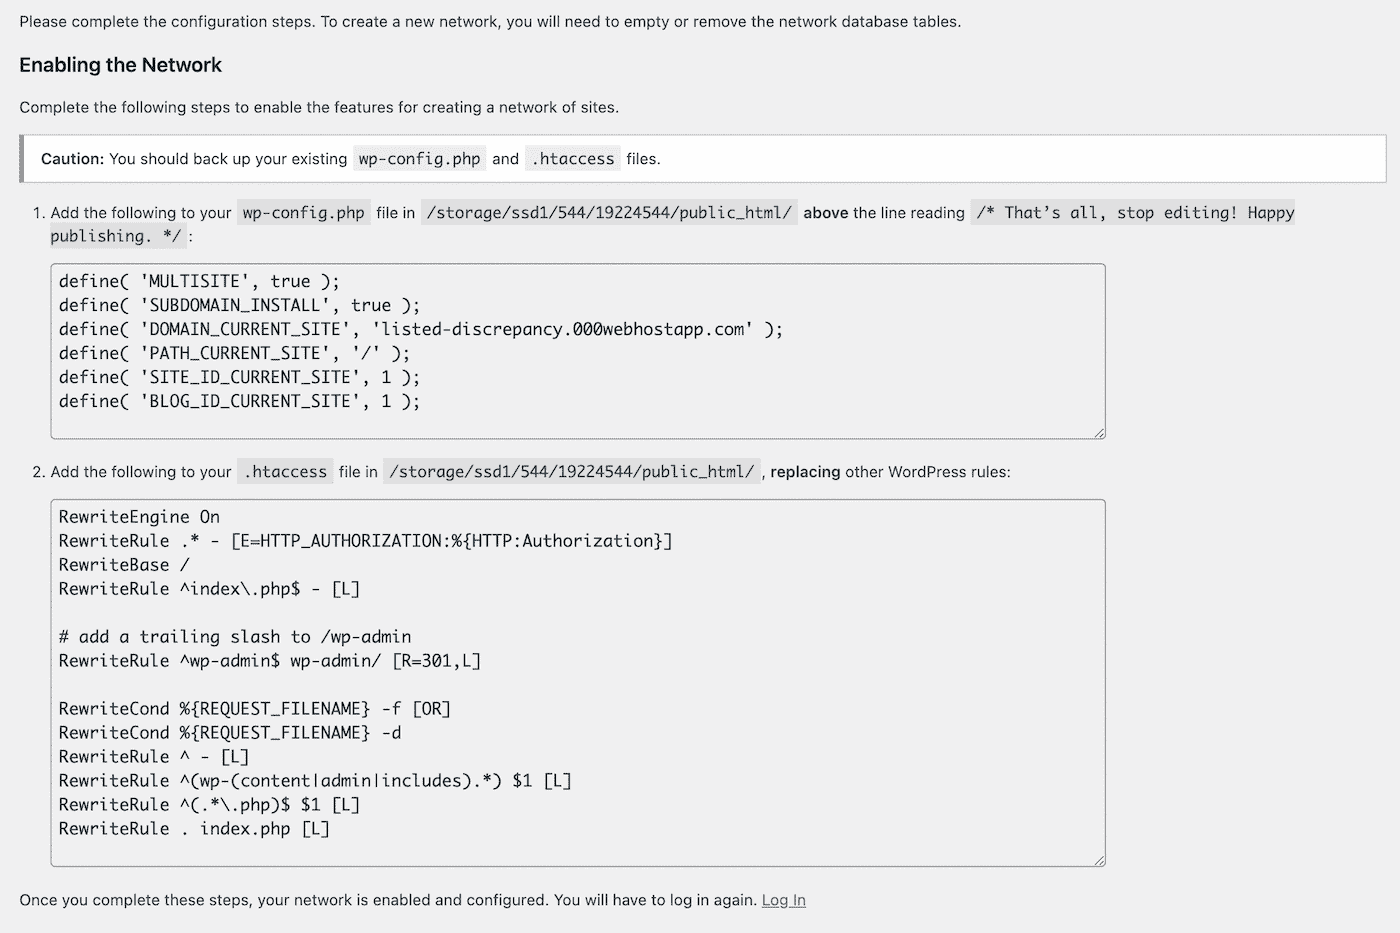 Please complete the configuration steps. To create a new network, you will need to empty or remove the network database tables.
Enabling the Network
Complete the following steps to enable the features for creating a network of sites.
Caution: You should back up your existing wp-config.php and .htaccess files.
1. Add the following to your wp-config.php file in /storage/ssd1/544/19224544/public_html/ above the line reading /* That’s all, stop editing! Happy
publishing. */ :
define( 'MULTISITE', true );
define( 'SUBDOMAIN_INSTALL', true );
define( 'DOMAIN_CURRENT_SITE', 'listed-discrepancy.000webhostapp.com' );
define( 'PATH_CURRENT_SITE', '/' );
define( 'SITE_ID_CURRENT_SITE', 1 );
define( 'BLOG_ID_CURRENT_SITE', 1 );
2. Add the following to your .htaccess file in /storage/ssd1/544/19224544/public_html/ , replacing other WordPress rules:
RewriteEngine On
RewriteRule .* - [E=HTTP_AUTHORIZATION:%{HTTP:Authorization}]
RewriteBase /
RewriteRule ^index\.php$ - [L]
# add a trailing slash to /wp-admin
RewriteRule ^wp-admin$ wp-admin/ [R=301,L]
RewriteCond %{REQUEST_FILENAME} -f [OR]
RewriteCond %{REQUEST_FILENAME} -d
RewriteRule ^ - [L]
RewriteRule ^(wp-(content|admin|includes).*) $1 [L]
RewriteRule ^(.*\.php)$ $1 [L]
RewriteRule . index.php [L]
Once you complete these steps, your network is enabled and configured. You will have to log in again. Log In